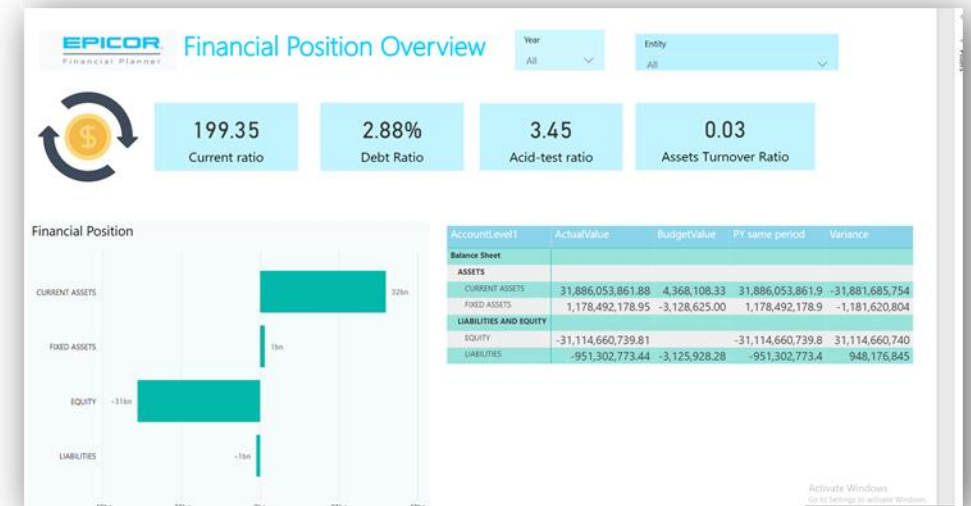 EPICOR
Financial Planner
Financial Position Overview
Year
All
Entity
All
$
199.35
Current ratio
2.88%
Debt Ratio
3.45
Acid-test ratio
0.03
Assets Turnover Ratio
Financial Position
CURRENT ASSETS 32bn
FIXED ASSETS 1bn
EQUITY -31bn
LIABILITIES -1bn
AccountLevel1 ActualValue BudgetValue PY same period Variance
Balance Sheet
ASSETS
CURRENT ASSETS 31,886,053,861.88 4,368,108.33 31,886,053,861.9 -31,881,685,754
FIXED ASSETS 1,178,492,178.95 -3,128,625.00 1,178,492,178.9 -1,181,620,804
LIABILITIES AND EQUITY
EQUITY -31,114,660,739.81 -31,114,660,739.8 31,114,660,740
LIABILITIES -951,302,773.44 -3,125,928.28 -951,302,773.4 948,176,845
Activate Windows
Go to Settings to activate Windows.